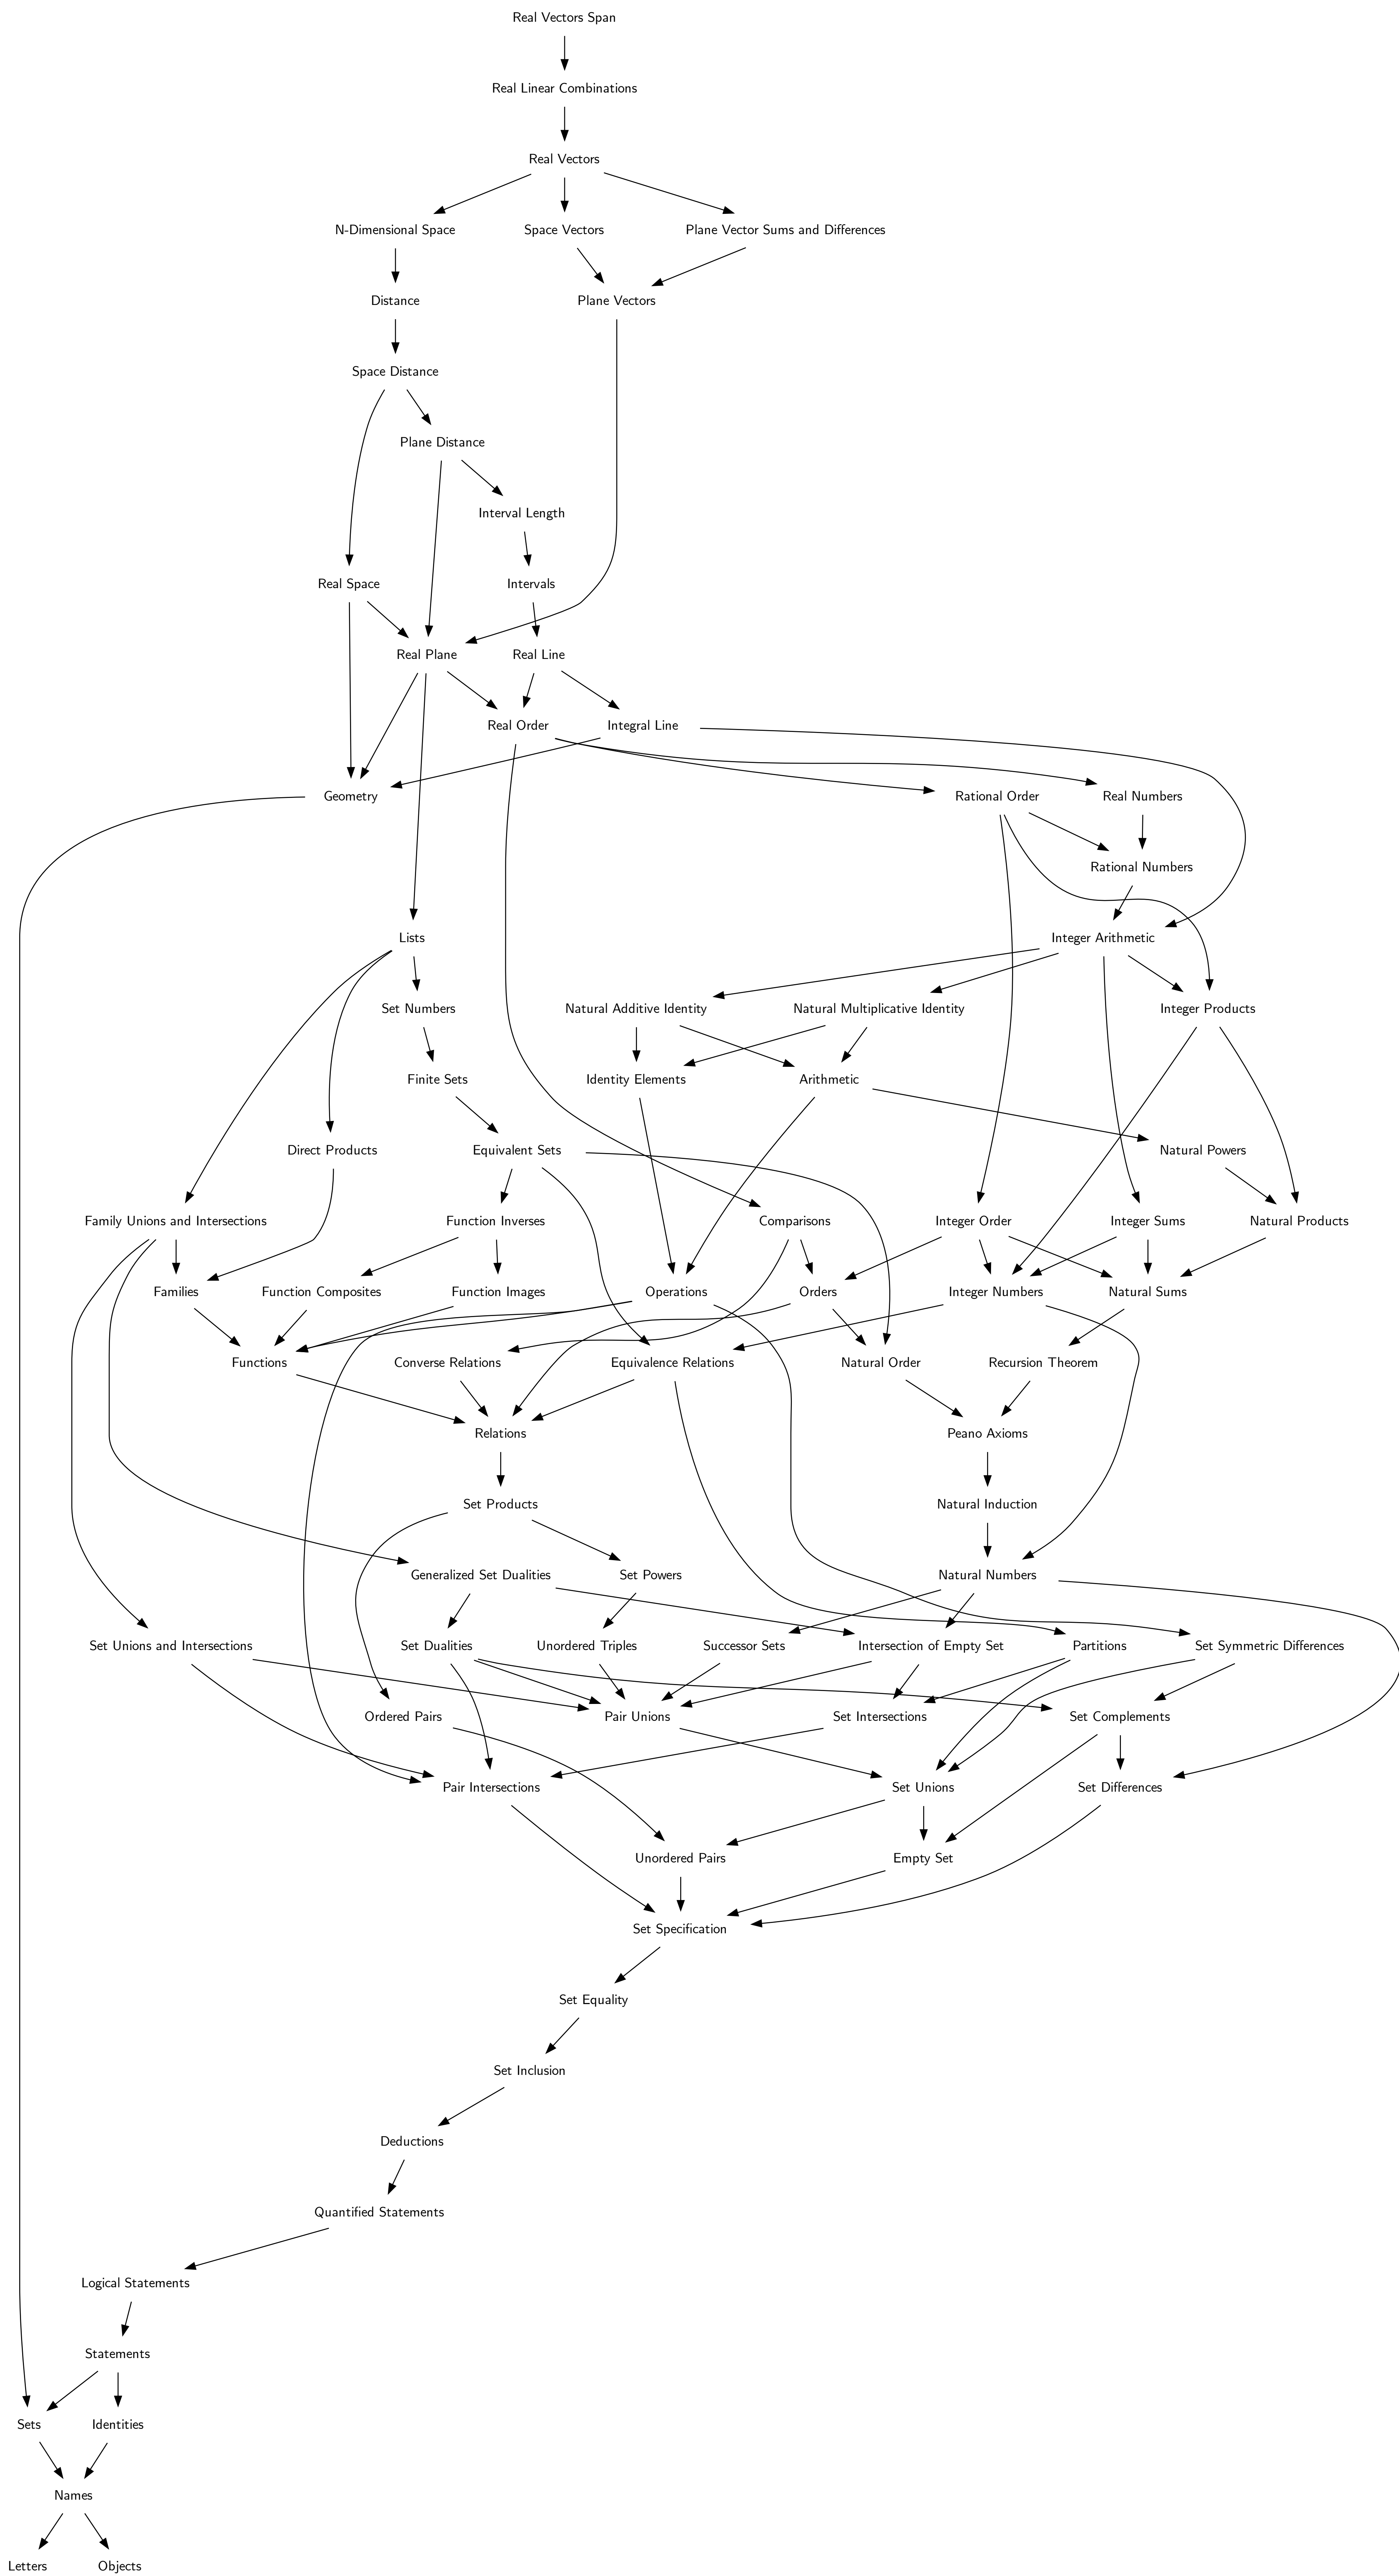 Real Vectors Span
Real Linear Combinations
Real Vectors
N-Dimensional Space
Space Vectors
Plane Vector Sums and Differences
Distance
Plane Vectors
Space Distance
Plane Distance
Interval Length
Real Space
Intervals
Real Plane
Real Line
Real Order
Integral Line
Geometry
Rational Order
Real Numbers
Rational Numbers
Lists
Integer Arithmetic
Set Numbers
Natural Additive Identity
Natural Multiplicative Identity
Integer Products
Finite Sets
Identity Elements
Arithmetic
Direct Products
Equivalent Sets
Natural Powers
Family Unions and Intersections
Function Inverses
Comparisons
Integer Order
Integer Sums
Natural Products
Families
Function Composites
Function Images
Operations
Orders
Integer Numbers
Natural Sums
Functions
Converse Relations
Equivalence Relations
Natural Order
Recursion Theorem
Relations
Peano Axioms
Set Products
Natural Induction
Generalized Set Dualities
Set Powers
Natural Numbers
Set Unions and Intersections
Set Dualities
Unordered Triples
Successor Sets
Intersection of Empty Set
Partitions
Set Symmetric Differences
Ordered Pairs
Pair Unions
Set Intersections
Set Complements
Pair Intersections
Set Unions
Set Differences
Unordered Pairs
Empty Set
Set Specification
Set Equality
Set Inclusion
Deductions
Quantified Statements
Logical Statements
Statements
Sets
Identities
Names
Letters
Objects